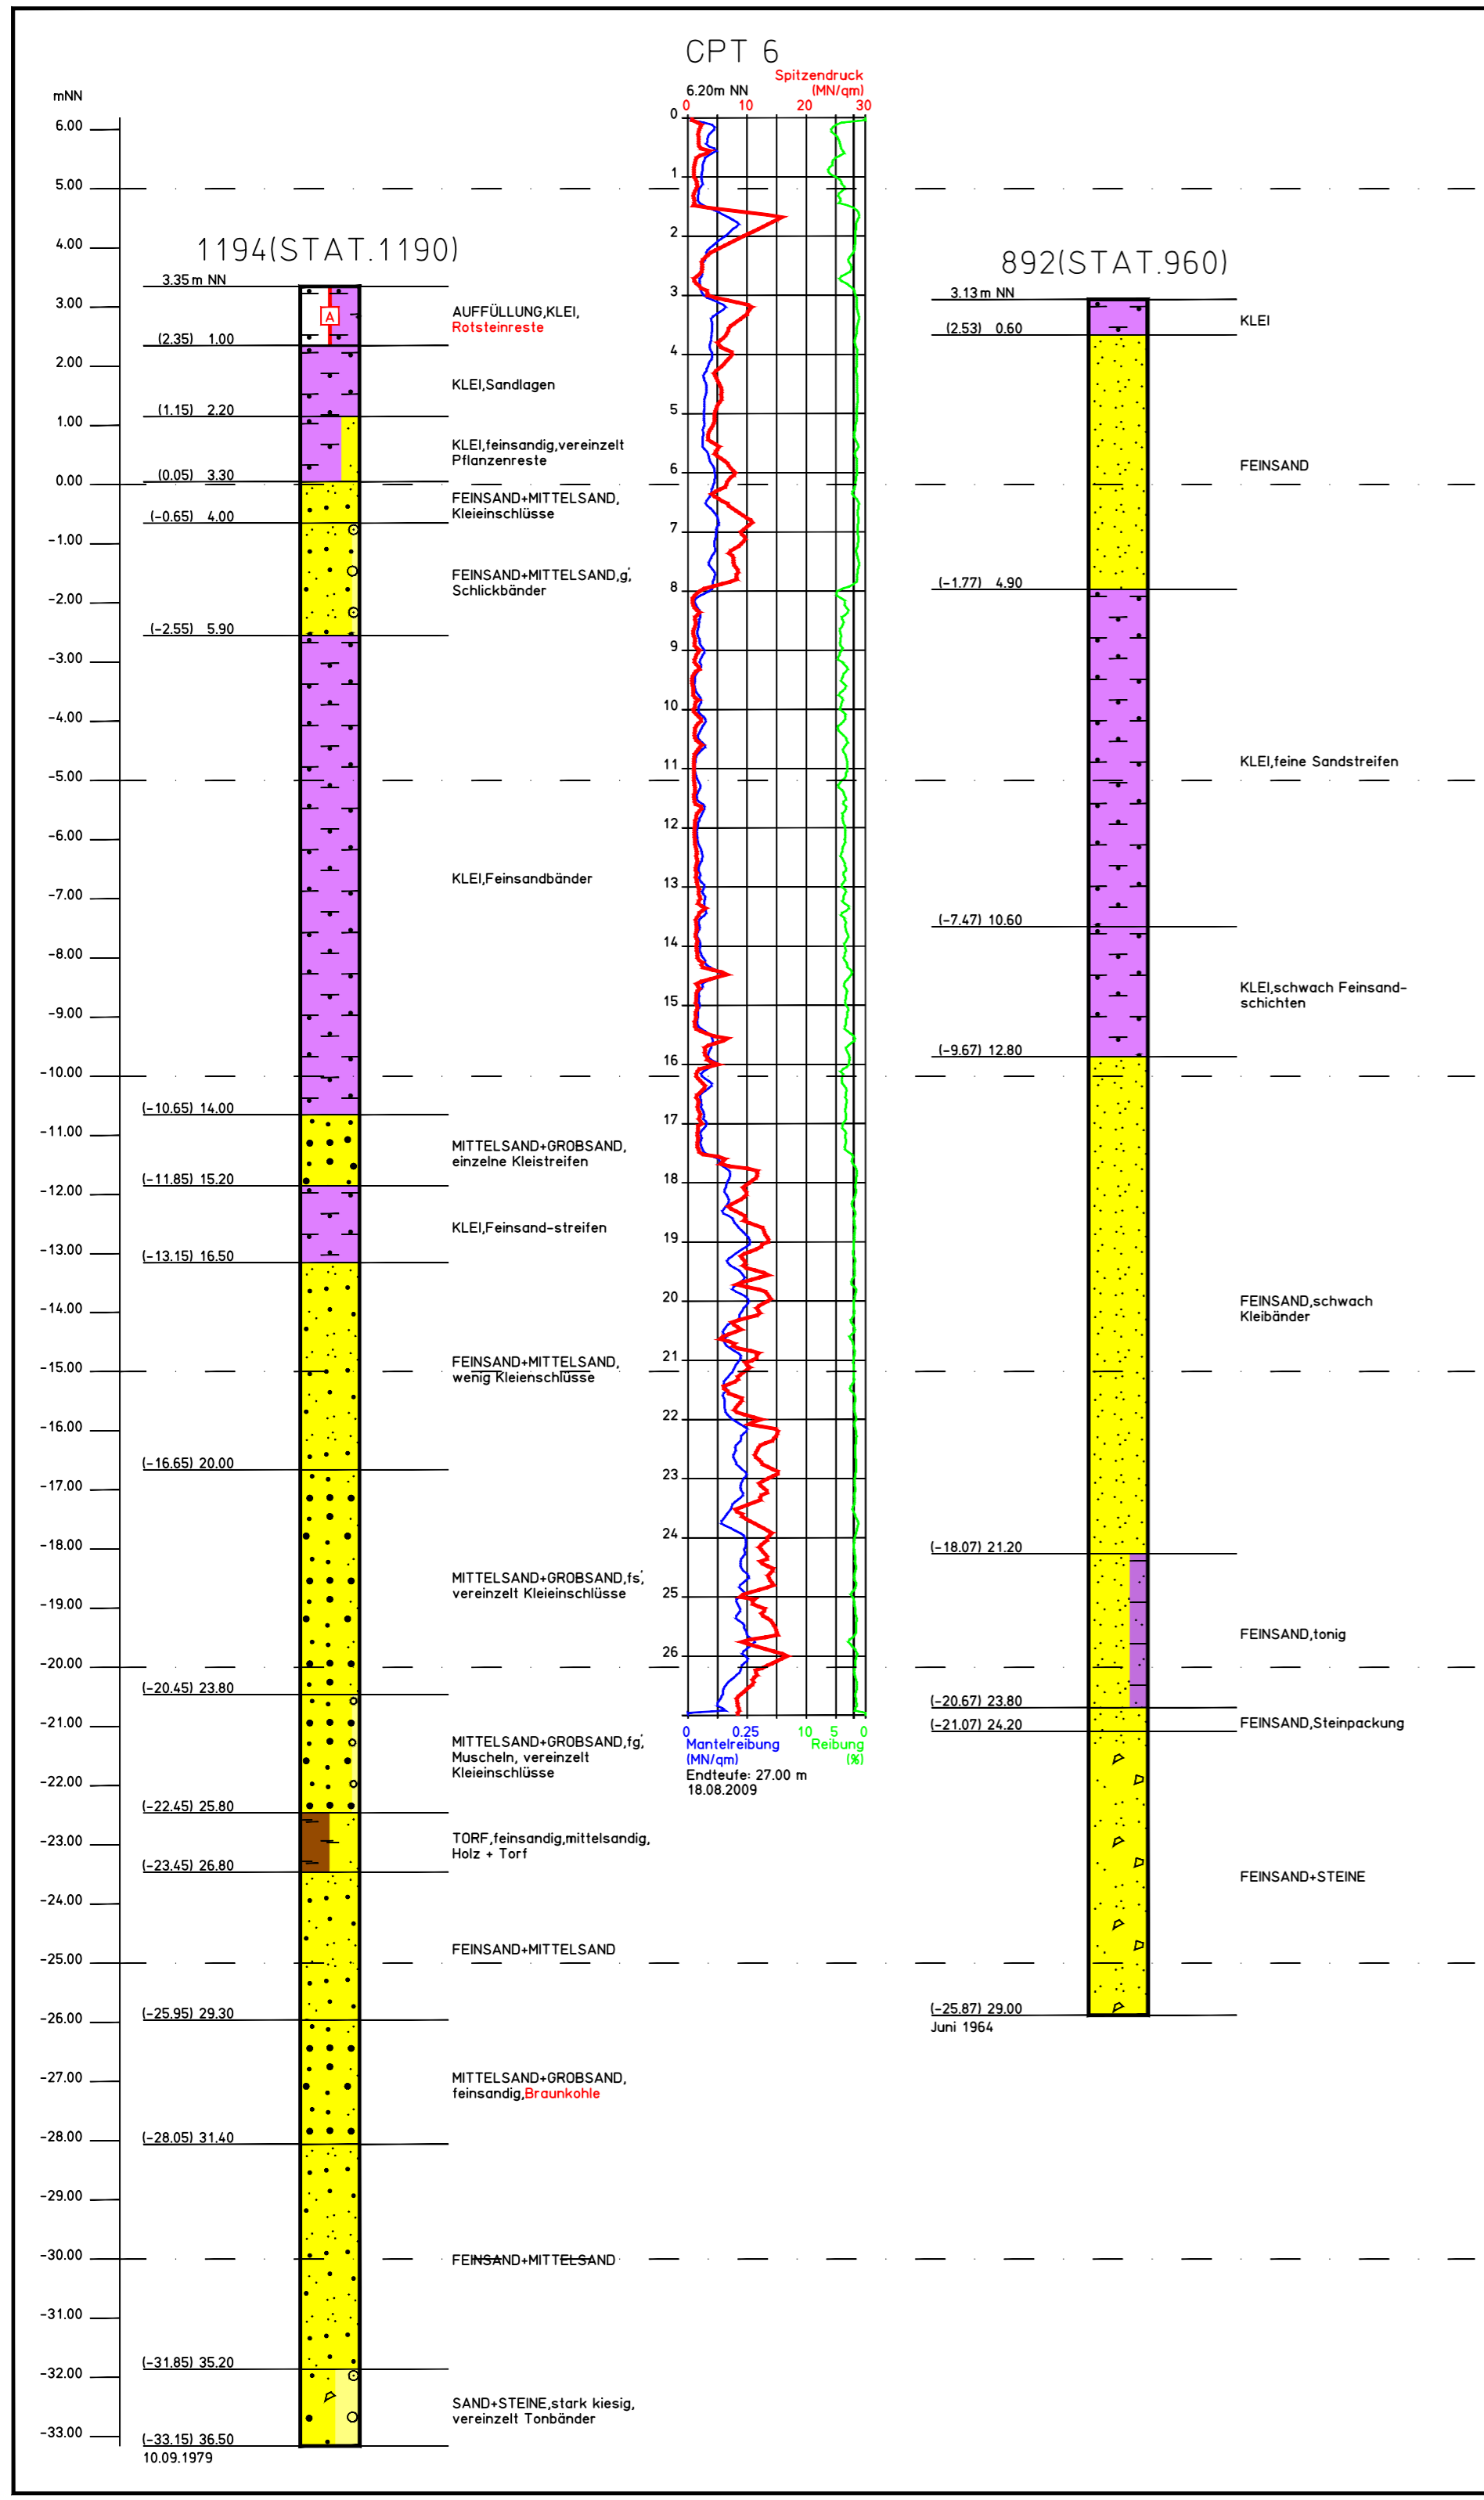 CPT 6
Spitzendruck
(MN/qm)
6.20m NN
0 10 20 30
mNN
6.00
5.00
4.00
3.00
2.00
1.00
0.00
-1.00
-2.00
-3.00
-4.00
-5.00
-6.00
-7.00
-8.00
-9.00
-10.00
-11.00
-12.00
-13.00
-14.00
-15.00
-16.00
-17.00
-18.00
-19.00
-20.00
-21.00
-22.00
-23.00
-24.00
-25.00
-26.00
-27.00
-28.00
-29.00
-30.00
-31.00
-32.00
-33.00
1194(STAT.1190)
3.35m NN
A
AUFFÜLLUNG,KLEI,
Rotsteinreste
(2.35) 1.00
KLEI,Sandlagen
(1.15) 2.20
KLEI,feinsandig,vereinzelt
Pflanzenreste
(0.05) 3.30
FEINSAND+MITTELSAND,
Kleieinschlüsse
(-0.65) 4.00
FEINSAND+MITTELSAND,g',
Schlickbänder
(-2.55) 5.90
KLEI,Feinsandbänder
(-10.65) 14.00
MITTELSAND+GROBSAND,
einzelne Kleistreifen
(-11.85) 15.20
KLEI,Feinsand-streifen
(-13.15) 16.50
FEINSAND+MITTELSAND,
wenig Kleienschlüsse
(-16.65) 20.00
MITTELSAND+GROBSAND,fs',
vereinzelt Kleieinschlüsse
(-20.45) 23.80
MITTELSAND+GROBSAND,fg',
Muscheln, vereinzelt
Kleieinschlüsse
(-22.45) 25.80
TORF,feinsandig,mittelsandig,
Holz + Torf
(-23.45) 26.80
FEINSAND+MITTELSAND
(-25.95) 29.30
MITTELSAND+GROBSAND,
feinsandig,Braunkohle
(-28.05) 31.40
FEINSAND+MITTELSAND
(-31.85) 35.20
SAND+STEINE,stark kiesig,
vereinzelt Tonbänder
(-33.15) 36.50
10.09.1979
0
1
2
3
4
5
6
7
8
9
10
11
12
13
14
15
16
17
18
19
20
21
22
23
24
25
26
0 0.25 10 5 0
Mantelreibung Reibung
(MN/qm) (%)
Endteufe: 27.00 m
18.08.2009
892(STAT.960)
3.13m NN
KLEI
(2.53) 0.60
FEINSAND
(-1.77) 4.90
KLEI,feine Sandstreifen
(-7.47) 10.60
KLEI,schwach Feinsand-
schichten
(-9.67) 12.80
FEINSAND,schwach
Kleibänder
(-18.07) 21.20
FEINSAND,tonig
(-20.67) 23.80
FEINSAND,Steinpackung
(-21.07) 24.20
FEINSAND+STEINE
(-25.87) 29.00
Juni 1964